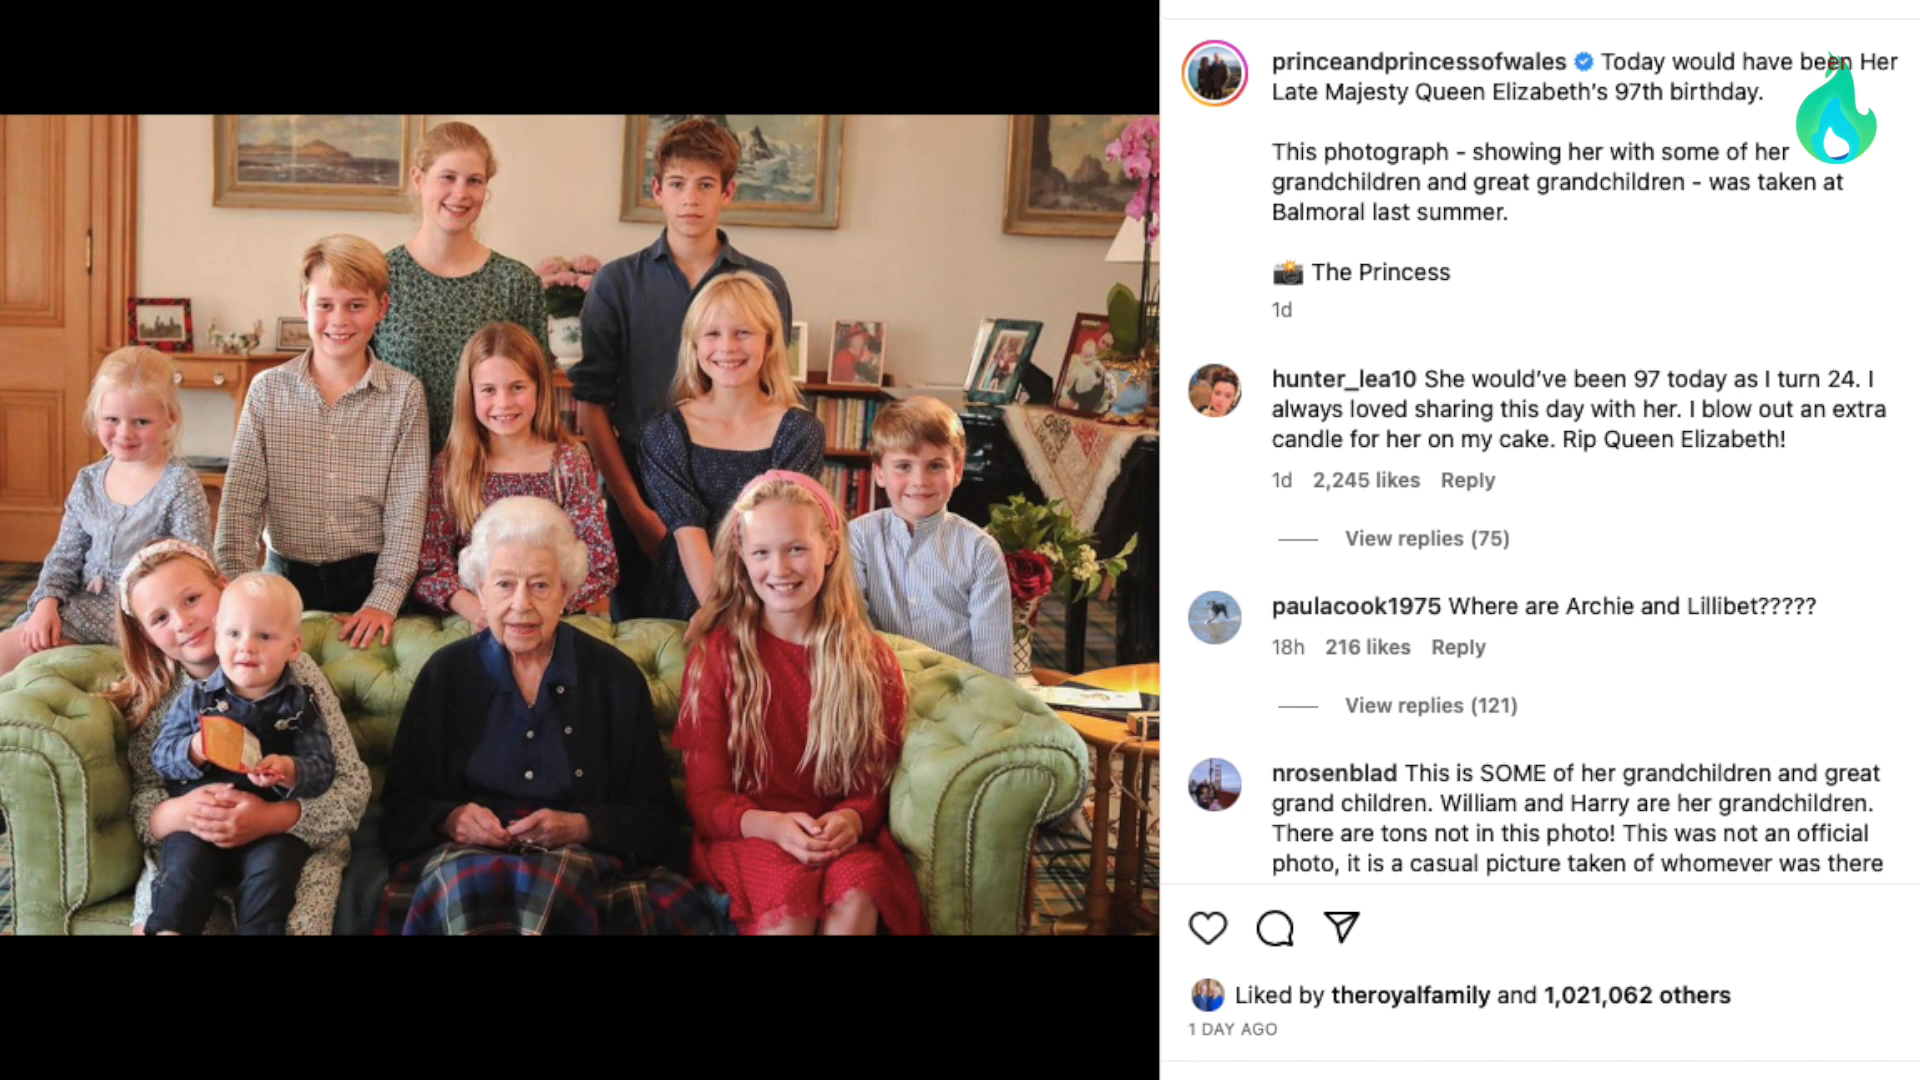 princeandprincessofwales Today would have been Her
Late Majesty Queen Elizabeth's 97th birthday.
This photograph - showing her with some of her
grandchildren and great grandchildren - was taken at
Balmoral last summer.
📸 The Princess
1d
hunter_lea10 She would've been 97 today as I turn 24. I
always loved sharing this day with her. I blow out an extra
candle for her on my cake. Rip Queen Elizabeth!
1d 2,245 likes Reply
View replies (75)
paulacook1975 Where are Archie and Lillibet?????
18h 216 likes Reply
View replies (121)
nrosenblad This is SOME of her grandchildren and great
grand children. William and Harry are her grandchildren.
There are tons not in this photo! This was not an official
photo, it is a casual picture taken of whomever was there
Liked by theroyalfamily and 1,021,062 others
1 DAY AGO